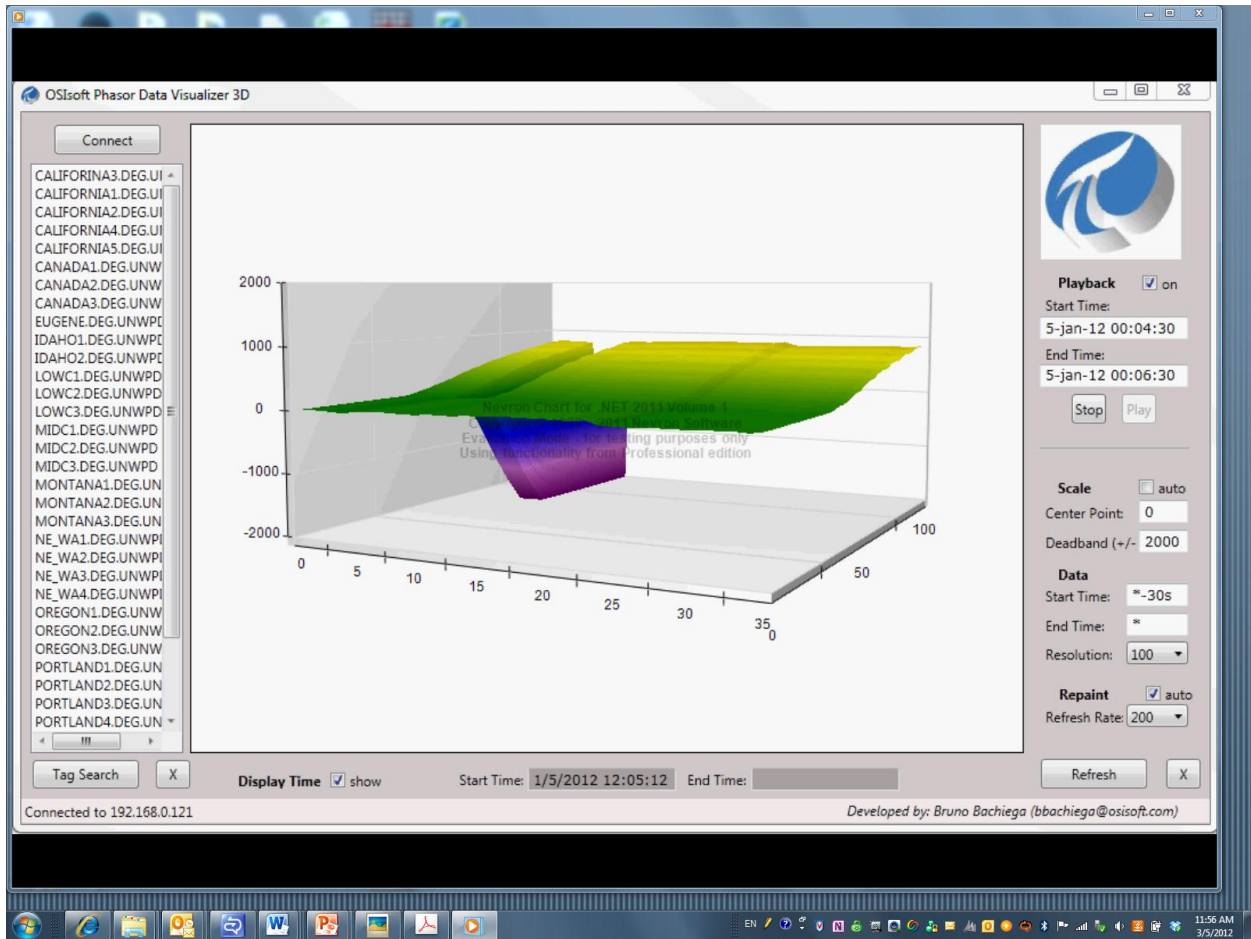 OSIsoft Phasor Data Visualizer 3D
Connect
CALIFORINA3.DEG.UI
CALIFORNIA1.DEG.UI
CALIFORNIA2.DEG.UI
CALIFORNIA4.DEG.UI
CALIFORNIA5.DEG.UI
CANADA1.DEG.UNW
CANADA2.DEG.UNW
CANADA3.DEG.UNW
EUGENE.DEG.UNWPD
IDAHO1.DEG.UNWPD
IDAHO2.DEG.UNWPD
LOWC1.DEG.UNWPD
LOWC2.DEG.UNWPD
LOWC3.DEG.UNWPD
MIDC1.DEG.UNWPD
MIDC2.DEG.UNWPD
MIDC3.DEG.UNWPD
MONTANA1.DEG.UN
MONTANA2.DEG.UN
MONTANA3.DEG.UN
NE_WA1.DEG.UNWPI
NE_WA2.DEG.UNWPI
NE_WA3.DEG.UNWPI
NE_WA4.DEG.UNWPI
OREGON1.DEG.UNW
OREGON2.DEG.UNW
OREGON3.DEG.UNW
PORTLAND1.DEG.UN
PORTLAND2.DEG.UN
PORTLAND3.DEG.UN
PORTLAND4.DEG.UN
Tag Search X
2000
1000
0
-1000
-2000
0 5 10 15 20 25 30 35
0 50 100
Nevron Chart for .NET 2011 Volume 1
2011 Nevron Software
Mode - for testing purposes only
Using functionality from Professional edition
Playback on
Start Time:
5-jan-12 00:04:30
End Time:
5-jan-12 00:06:30
Stop Play
Scale auto
Center Point: 0
Deadband (+/- 2000
Data
Start Time: *-30s
End Time: *
Resolution: 100
Repaint auto
Refresh Rate: 200
Refresh X
Display Time show Start Time: 1/5/2012 12:05:12 End Time:
Connected to 192.168.0.121
Developed by: Bruno Bachiega (bbachiega@osisoft.com)
EN
11:56 AM
3/5/2012